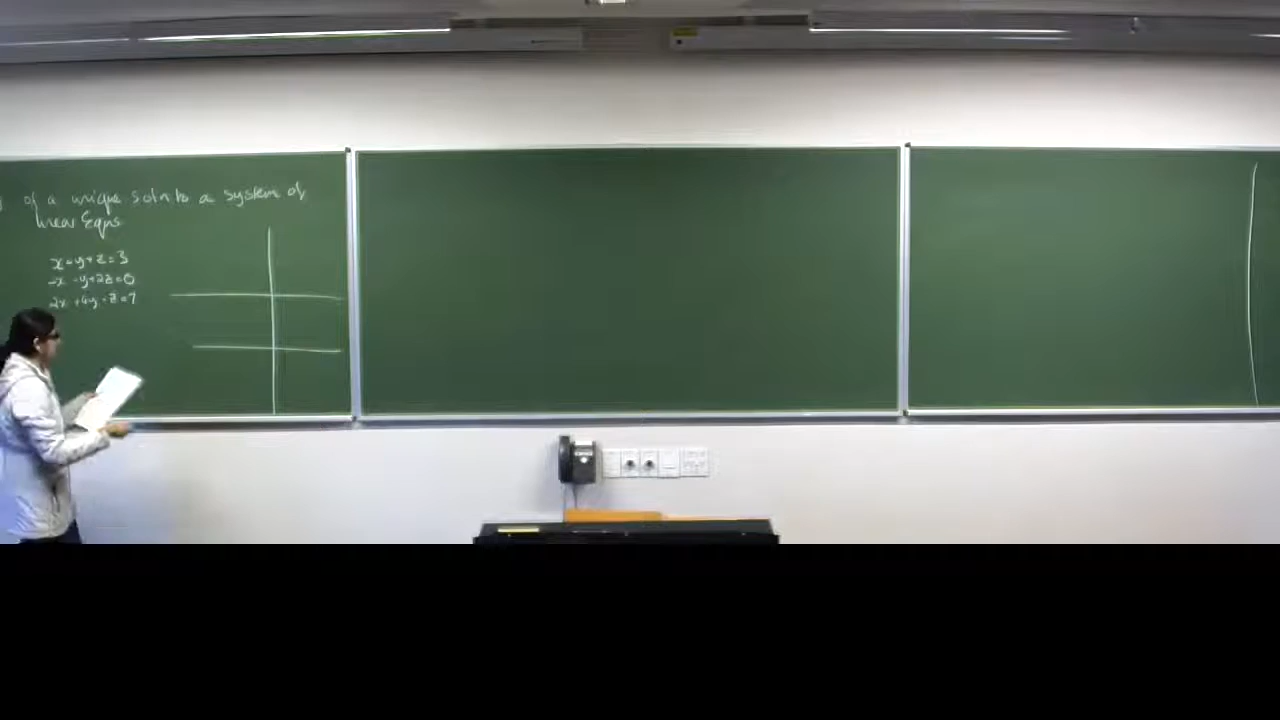 of a unique soln to a system of
linear Eqns
x-y+z=3
-x-y+2z=0
2x+4y-z=7